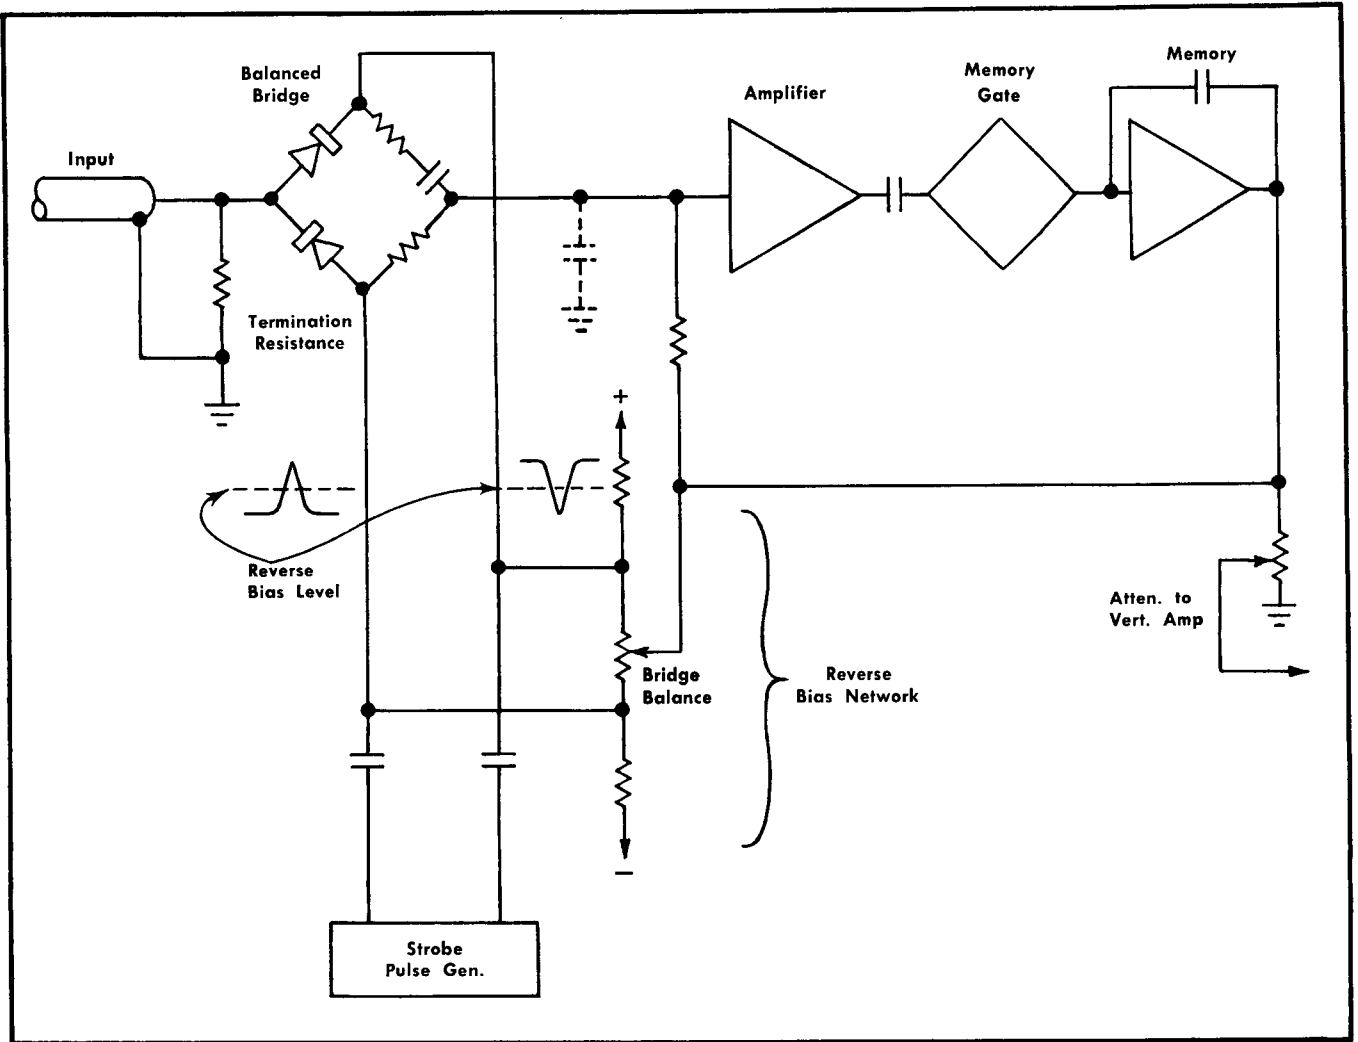 Balanced
Bridge
Input
Amplifier
Memory
Gate
Memory
Termination
Resistance
+
Reverse
Bias Level
Bridge
Balance
Reverse
Bias Network
Atten. to
Vert. Amp
−
Strobe
Pulse Gen.